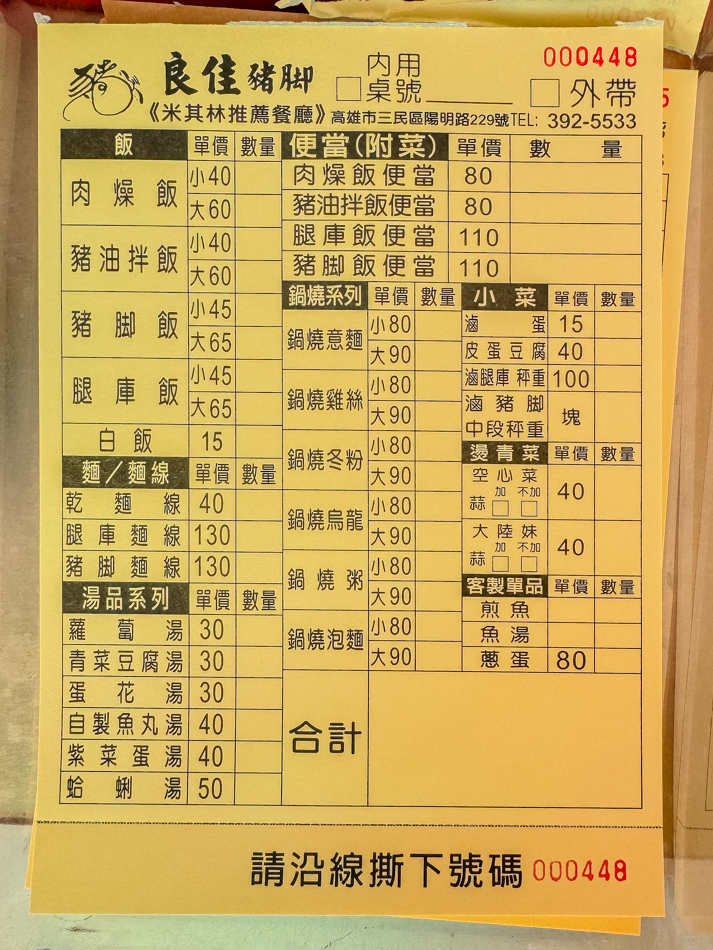 000448
豬 良佳豬腳 內用 桌號 外帶
《米其林推薦餐廳》高雄市三民區陽明路229號TEL: 392-5533
飯 單價 數量
肉燥飯 小40
大60
豬油拌飯 小40
大60
豬腳飯 小45
大65
腿庫飯 小45
大65
白飯 15
麵/麵線 單價 數量
乾麵線 40
腿庫麵線 130
豬腳麵線 130
湯品系列 單價 數量
蘿蔔湯 30
青菜豆腐湯 30
蛋花湯 30
自製魚丸湯 40
紫菜蛋湯 40
蛤蜊湯 50
便當(附菜) 單價 數量
肉燥飯便當 80
豬油拌飯便當 80
腿庫飯便當 110
豬腳飯便當 110
鍋燒系列 單價 數量
鍋燒意麵 小80
大90
鍋燒雞絲 小80
大90
鍋燒冬粉 小80
大90
鍋燒烏龍 小80
大90
鍋燒粥 小80
大90
鍋燒泡麵 小80
大90
小菜 單價 數量
滷蛋 15
皮蛋豆腐 40
滷腿庫秤重 100
滷豬腳
中段秤重 塊
燙青菜 單價 數量
空心菜 40
蒜 加 不加
大陸妹 40
蒜 加 不加
客製單品 單價 數量
煎魚
魚湯
蔥蛋 80
合計
請沿線撕下號碼 000448